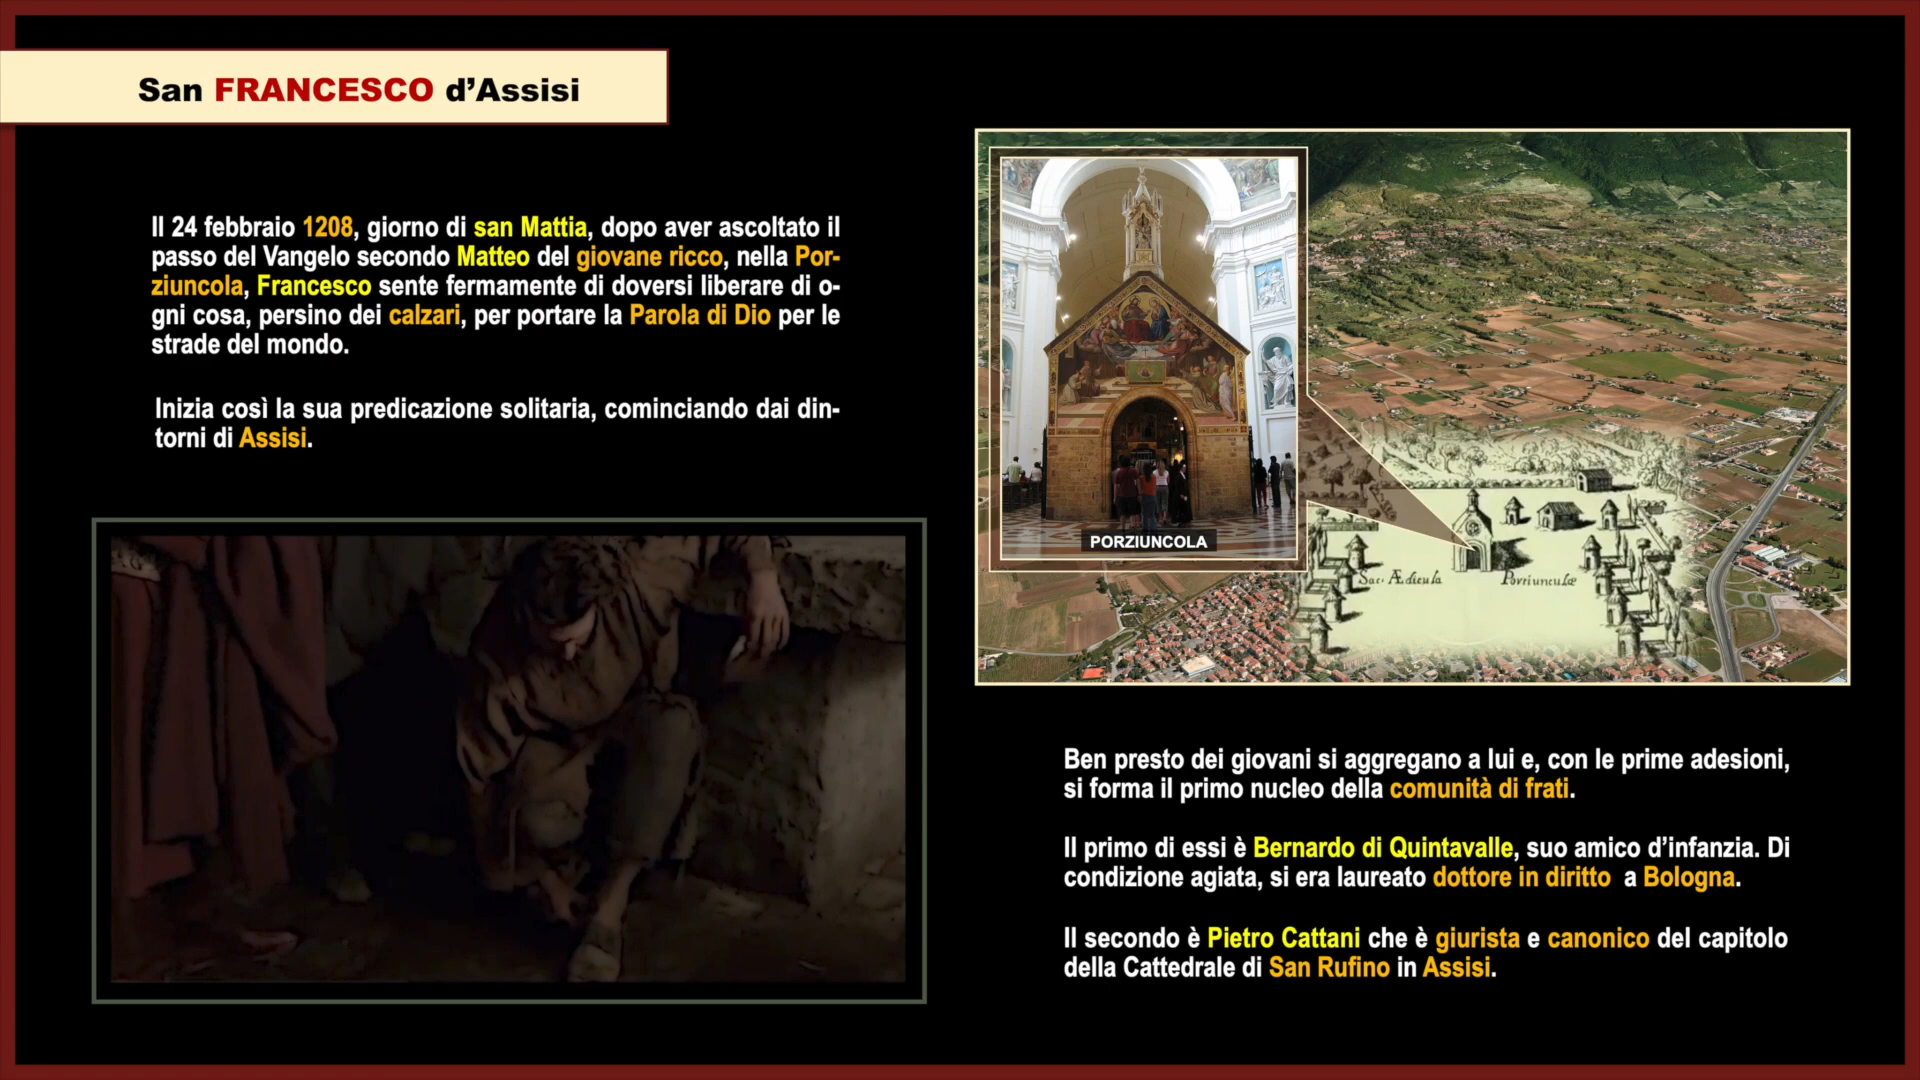 San FRANCESCO d’Assisi
Il 24 febbraio 1208, giorno di san Mattia, dopo aver ascoltato il
passo del Vangelo secondo Matteo del giovane ricco, nella Por-
ziuncola, Francesco sente fermamente di doversi liberare di o-
gni cosa, persino dei calzari, per portare la Parola di Dio per le
strade del mondo.
Inizia così la sua predicazione solitaria, cominciando dai din-
torni di Assisi.
PORZIUNCOLA
Sac. Ædicula Povriunculæ
Ben presto dei giovani si aggregano a lui e, con le prime adesioni,
si forma il primo nucleo della comunità di frati.
Il primo di essi è Bernardo di Quintavalle, suo amico d’infanzia. Di
condizione agiata, si era laureato dottore in diritto  a Bologna.
Il secondo è Pietro Cattani che è giurista e canonico del capitolo
della Cattedrale di San Rufino in Assisi.